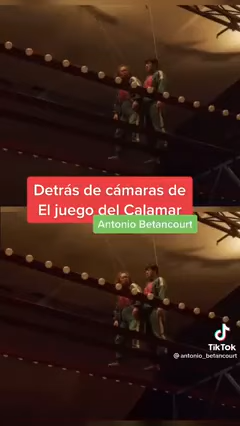 Detrás de cámaras de
El juego del Calamar
Antonio Betancourt
TikTok
@antonio_betancourt